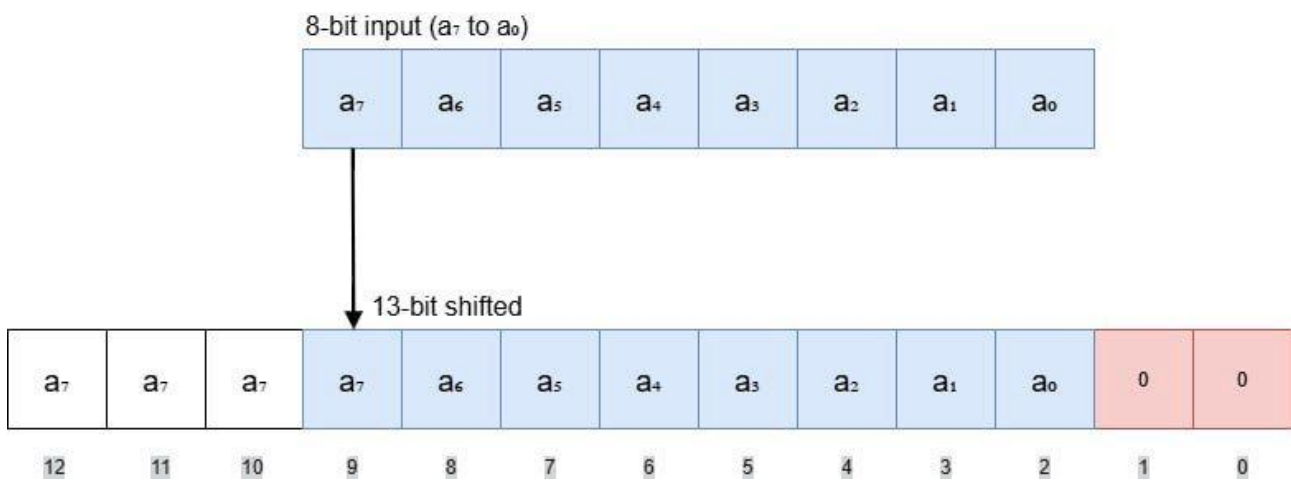 8-bit input (a₇ to a₀)
a₇ a₆ a₅ a₄ a₃ a₂ a₁ a₀
13-bit shifted
a₇ a₇ a₇ a₇ a₆ a₅ a₄ a₃ a₂ a₁ a₀ 0 0
12 11 10 9 8 7 6 5 4 3 2 1 0